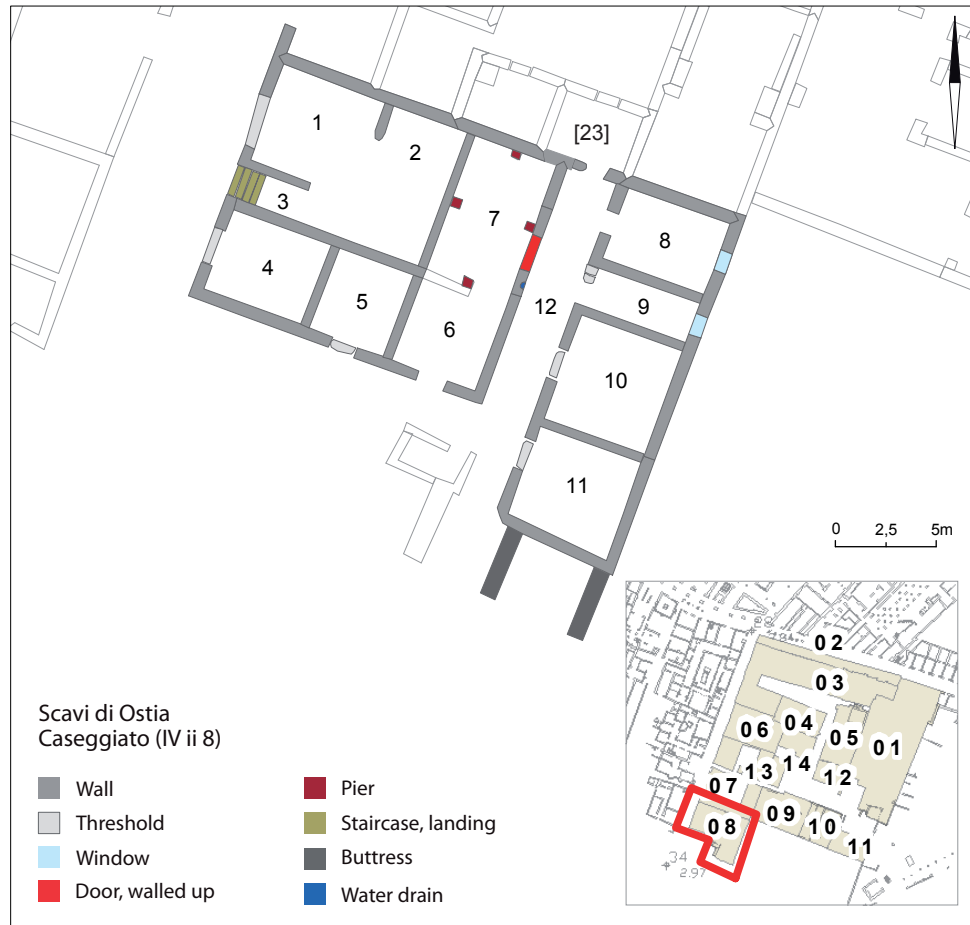 [23]
1
2
3
4
5
6
7
8
9
10
11
12
0 2,5 5m
Scavi di Ostia
Caseggiato (IV ii 8)
Wall
Threshold
Window
Door, walled up
Pier
Staircase, landing
Buttress
Water drain
02
03
04
06
05
01
14
13
12
07
09
08
10
11
34
2.97